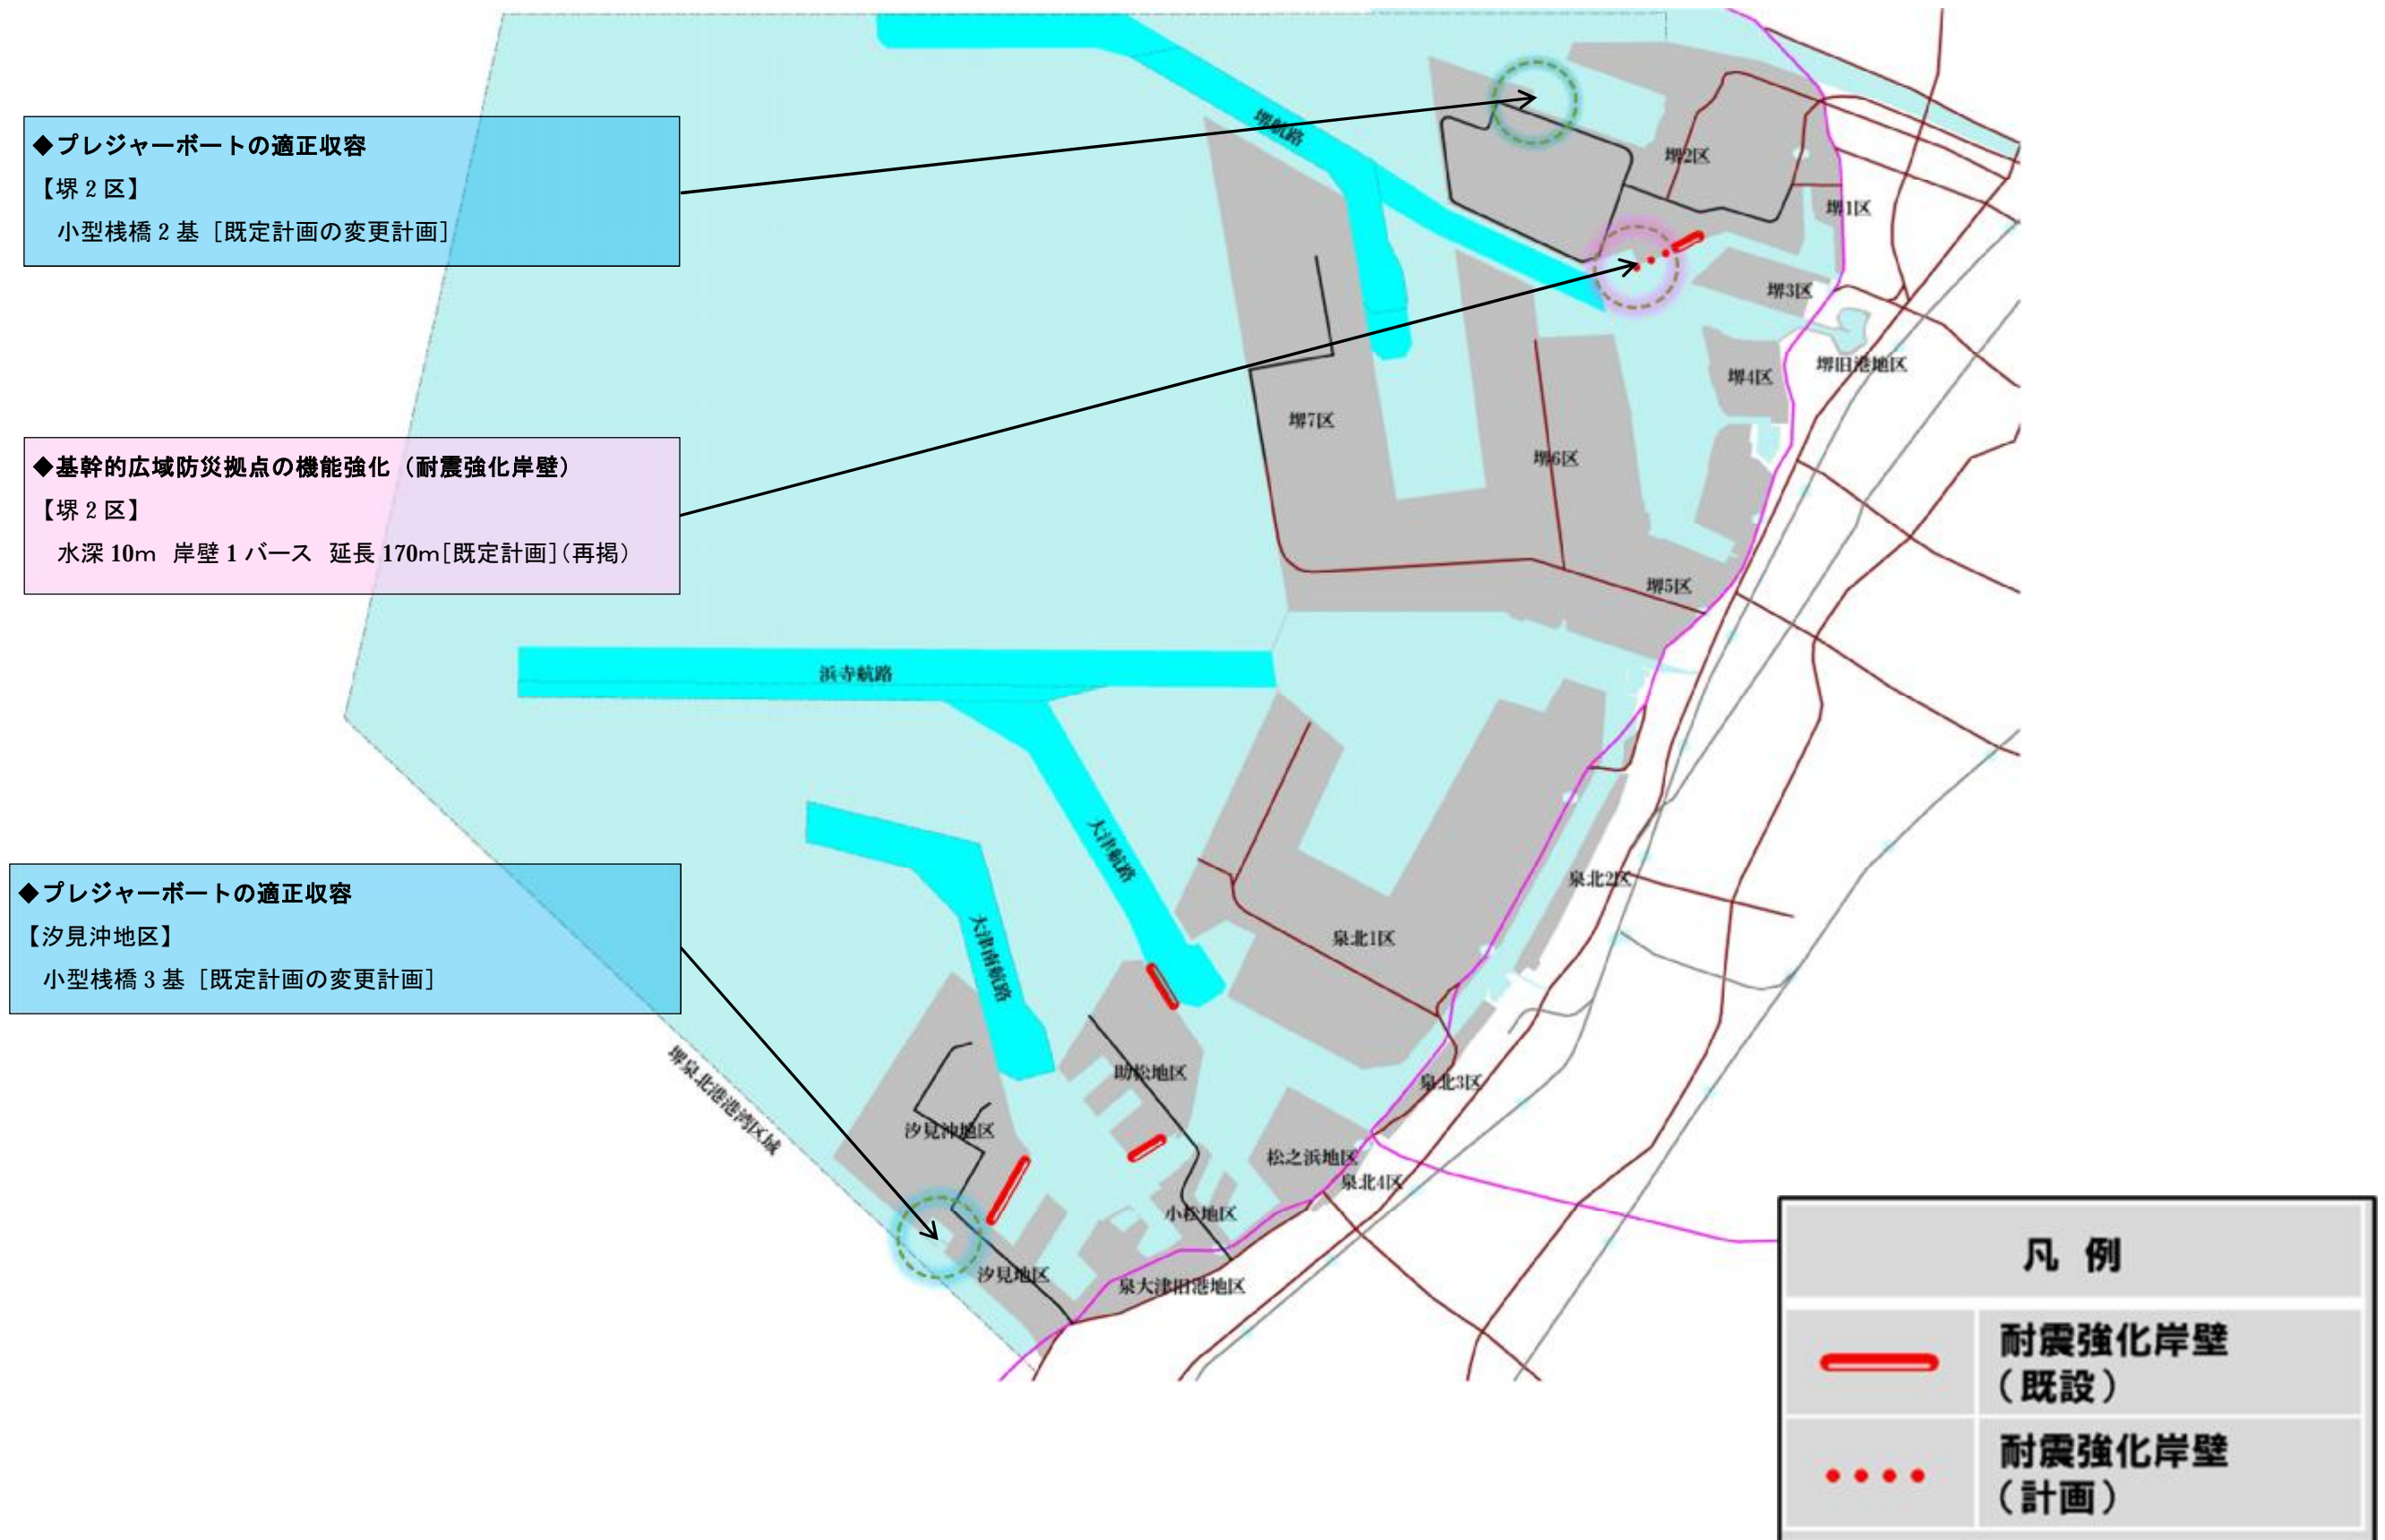 ◆プレジャーボートの適正収容
【堺2区】
小型桟橋2基［既定計画の変更計画］
◆基幹的広域防災拠点の機能強化（耐震強化岸壁）
【堺2区】
水深10m 岸壁1バース 延長170m［既定計画］（再掲）
◆プレジャーボートの適正収容
【汐見沖地区】
小型桟橋3基［既定計画の変更計画］
堺航路
堺2区
堺1区
堺3区
堺旧港地区
堺4区
堺7区
堺6区
堺5区
浜寺航路
大津航路
大津南航路
泉北2区
泉北1区
堺泉北港港湾区域
助松地区
泉北3区
汐見沖地区
松之浜地区
泉北4区
小松地区
汐見地区
泉大津旧港地区
凡 例
耐震強化岸壁
（既設）
耐震強化岸壁
（計画）